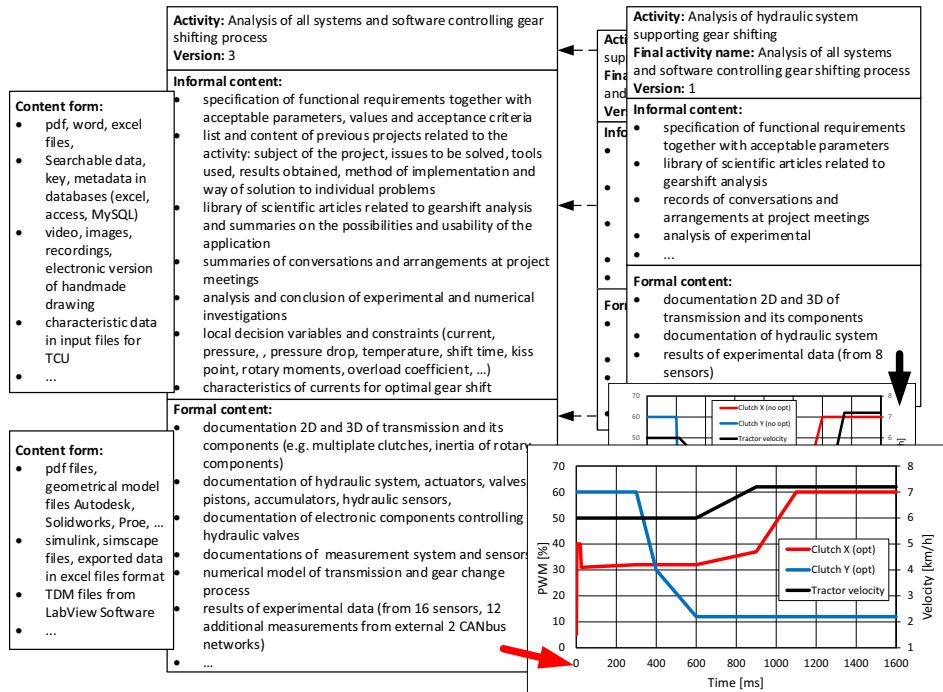 Activity: Analysis of all systems and software controlling gear
shifting process
Version: 3
Informal content:
• specification of functional requirements together with
acceptable parameters, values and acceptance criteria
• list and content of previous projects related to the
activity: subject of the project, issues to be solved, tools
used, results obtained, method of implementation and
way of solution to individual problems
• library of scientific articles related to gearshift analysis
and summaries on the possibilities and usability of the
application
• summaries of conversations and arrangements at project
meetings
• analysis and conclusion of experimental and numerical
investigations
• local decision variables and constraints (current,
pressure, , pressure drop, temperature, shift time, kiss
point, rotary moments, overload coefficient, ...)
• characteristics of currents for optimal gear shift
Formal content:
• documentation 2D and 3D of transmission and its
components (e.g. multiplate clutches, inertia of rotary
components)
• documentation of hydraulic system, actuators, valves
pistons, accumulators, hydraulic sensors,
• documentation of electronic components controlling
hydraulic valves
• documentations of measurement system and sensors
• numerical model of transmission and gear change
process
• results of experimental data (from 16 sensors, 12
additional measurements from external 2 CANbus
networks)
• ...
Content form:
• pdf, word, excel
files,
• Searchable data,
key, metadata in
databases (excel,
access, MySQL)
• video, images,
recordings,
electronic version
of handmade
drawing
• characteristic data
in input files for
TCU
• ...
Content form:
• pdf files,
geometrical model
files Autodesk,
Solidworks, Proe, ...
• simulink, simscape
files, exported data
in excel files format
• TDM files from
LabView Software
• ...
Acti
sup
Fina
and
Vers
Info
Form
Activity: Analysis of hydraulic system
supporting gear shifting
Final activity name: Analysis of all systems
and software controlling gear shifting process
Version: 1
Informal content:
• specification of functional requirements
together with acceptable parameters
• library of scientific articles related to
gearshift analysis
• records of conversations and
arrangements at project meetings
• analysis of experimental
• ...
Formal content:
• documentation 2D and 3D of
transmission and its components
• documentation of hydraulic system
• results of experimental data (from 8
sensors)
70
60
50
40
8
7
6
Clutch X (no opt)
Clutch Y (no opt)
Tractor velocity
70
60
50
40
30
20
10
0
PWM [%]
8
7
6
5
4
3
2
1
Velocity [km/h]
Clutch X (opt)
Clutch Y (opt)
Tractor velocity
0 200 400 600 800 1000 1200 1400 1600
Time [ms]